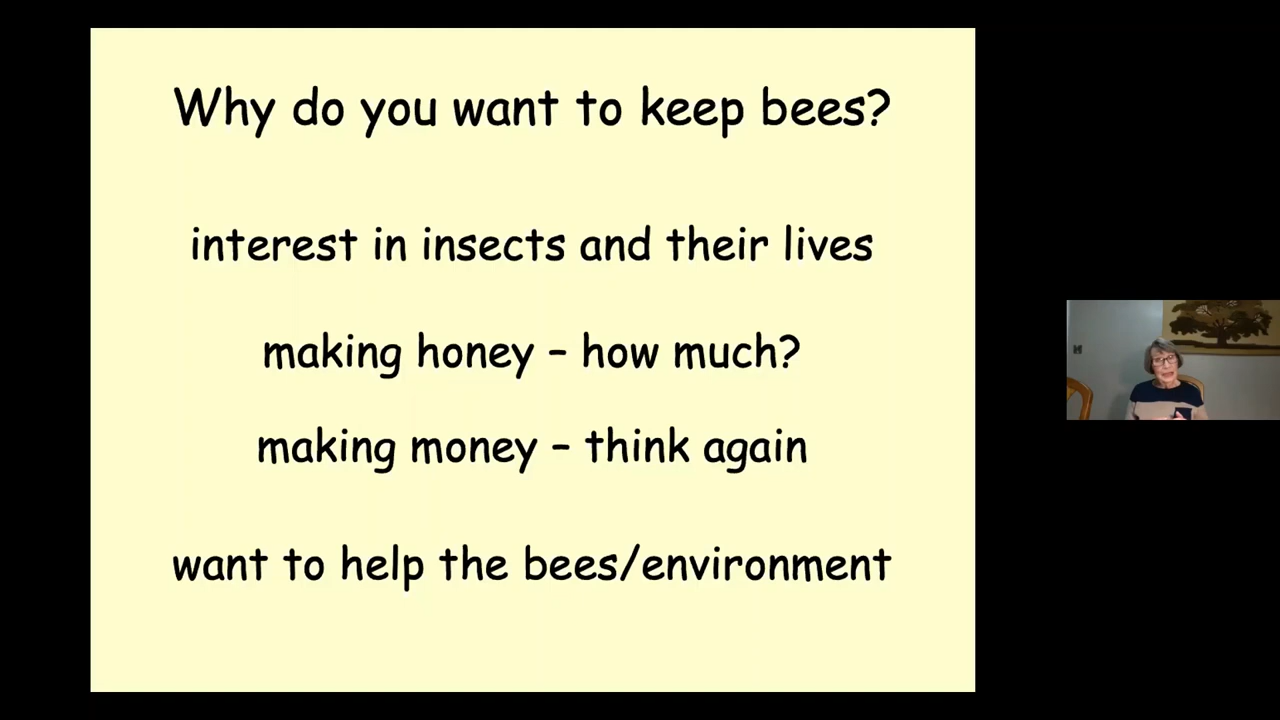 Why do you want to keep bees?
interest in insects and their lives
making honey – how much?
making money – think again
want to help the bees/environment